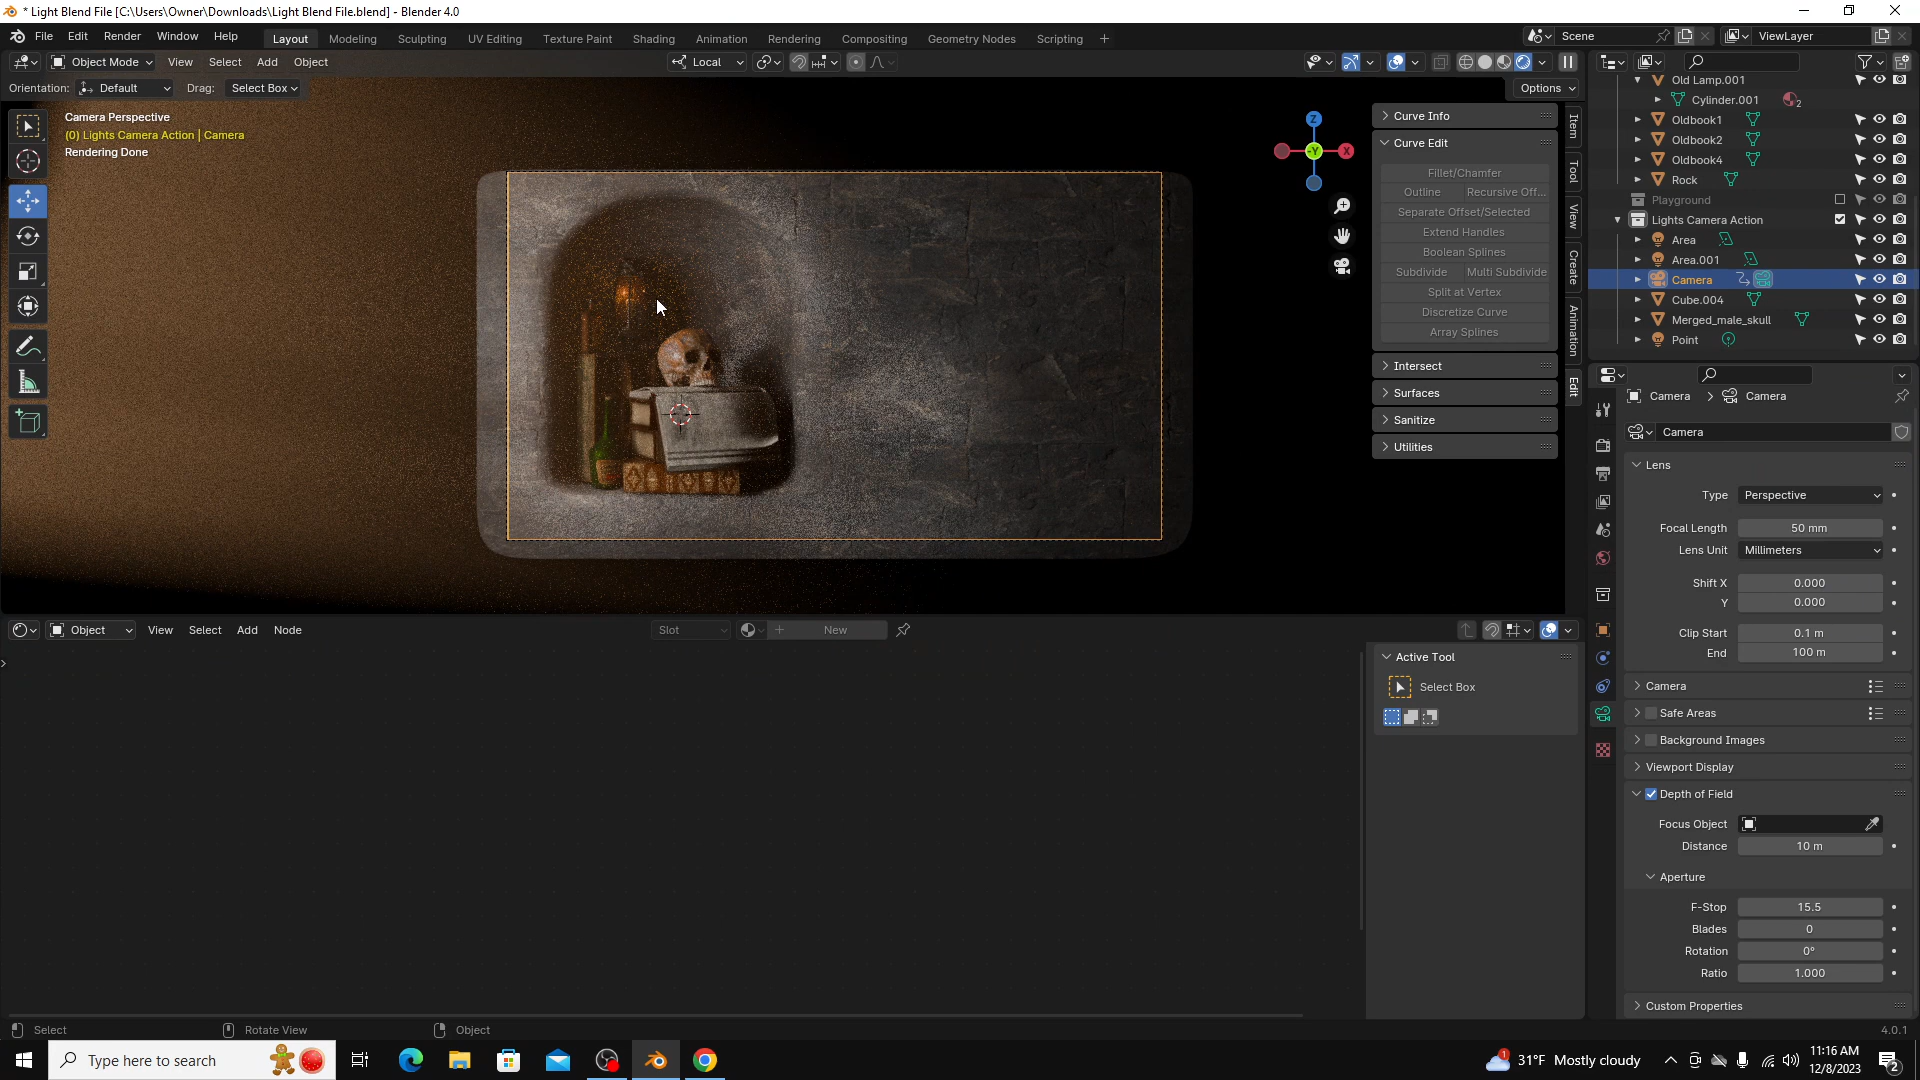 * Light Blend File [C:\Users\Owner\Downloads\Light Blend File.blend] - Blender 4.0
File Edit Render Window Help Layout Modeling Sculpting UV Editing Texture Paint Shading Animation Rendering Compositing Geometry Nodes Scripting + Scene ViewLayer
Object Mode View Select Add Object Local
Orientation: Default Drag: Select Box Options
Camera Perspective
(0) Lights Camera Action | Camera
Rendering Done
Z
-Y X
Curve Info
Curve Edit
Fillet/Chamfer
Outline Recursive Off...
Separate Offset/Selected
Extend Handles
Boolean Splines
Subdivide Multi Subdivide
Split at Vertex
Discretize Curve
Array Splines
Intersect
Surfaces
Sanitize
Utilities
Item
Tool
View
Create
Animation
Edit
Old Lamp.001
Cylinder.001 2
Oldbook1
Oldbook2
Oldbook4
Rock
Playground
Lights Camera Action
Area
Area.001
Camera
Cube.004
Merged_male_skull
Point
Camera > Camera
Camera
Lens
Type Perspective
Focal Length 50 mm
Lens Unit Millimeters
Shift X 0.000
Y 0.000
Clip Start 0.1 m
End 100 m
Camera
Safe Areas
Background Images
Viewport Display
Depth of Field
Focus Object
Distance 10 m
Aperture
F-Stop 15.5
Blades 0
Rotation 0°
Ratio 1.000
Custom Properties
Object View Select Add Node Slot New
Active Tool
Select Box
Select Rotate View Object 4.0.1
Type here to search
1 31°F Mostly cloudy
11:16 AM
12/8/2023
2